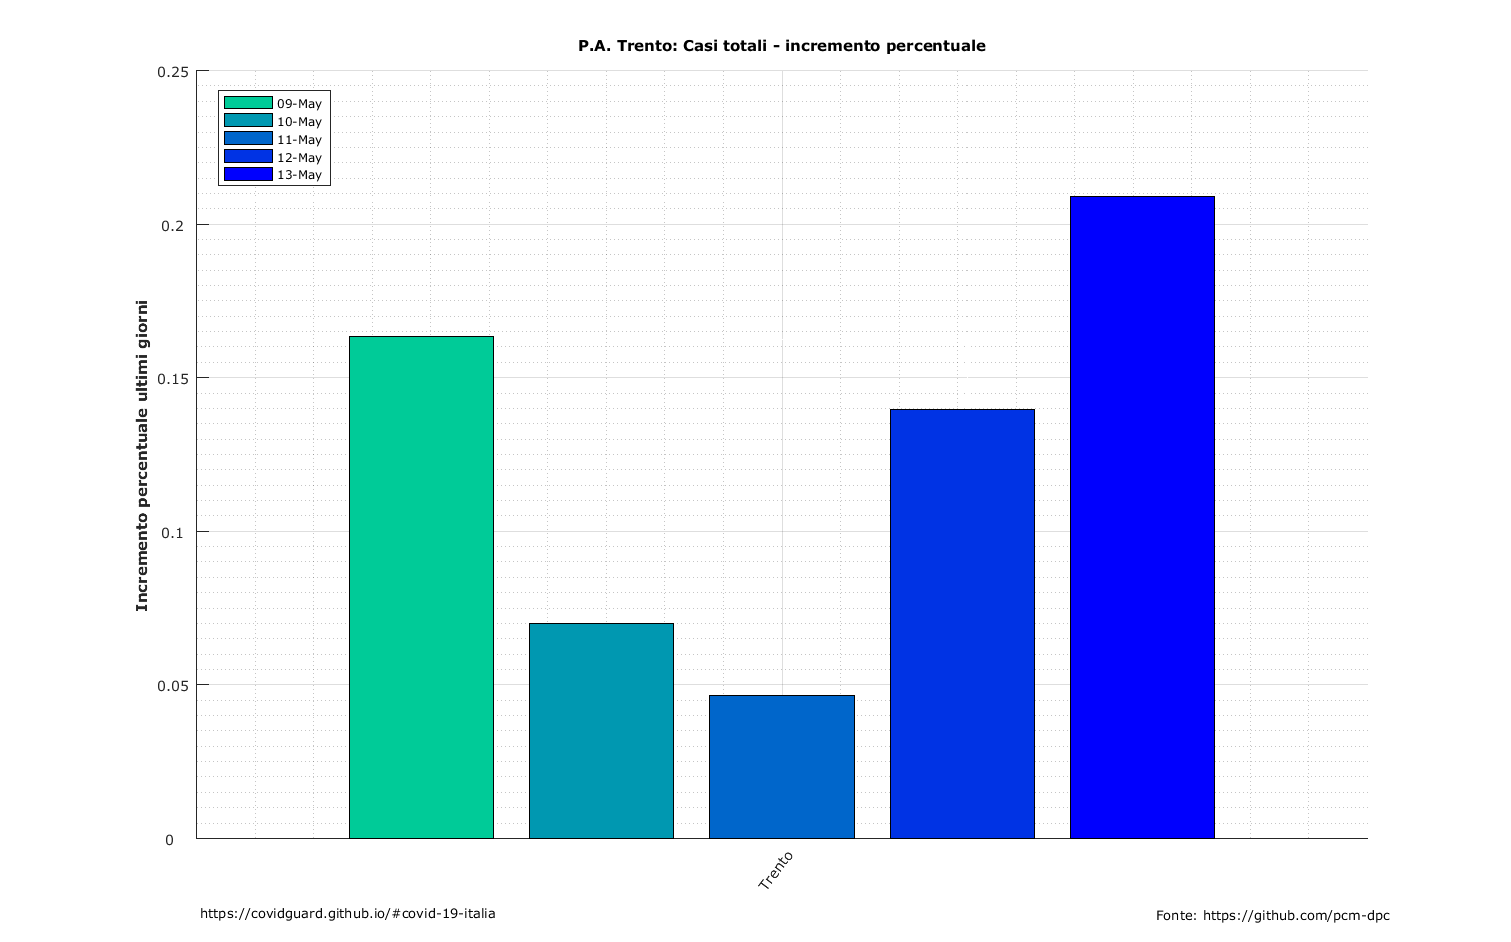 P.A. Trento: Casi totali - incremento percentuale
0.25
0.2
0.15
0.1
0.05
0
Incremento percentuale ultimi giorni
09-May
10-May
11-May
12-May
13-May
Trento
https://covidguard.github.io/#covid-19-italia
Fonte: https://github.com/pcm-dpc